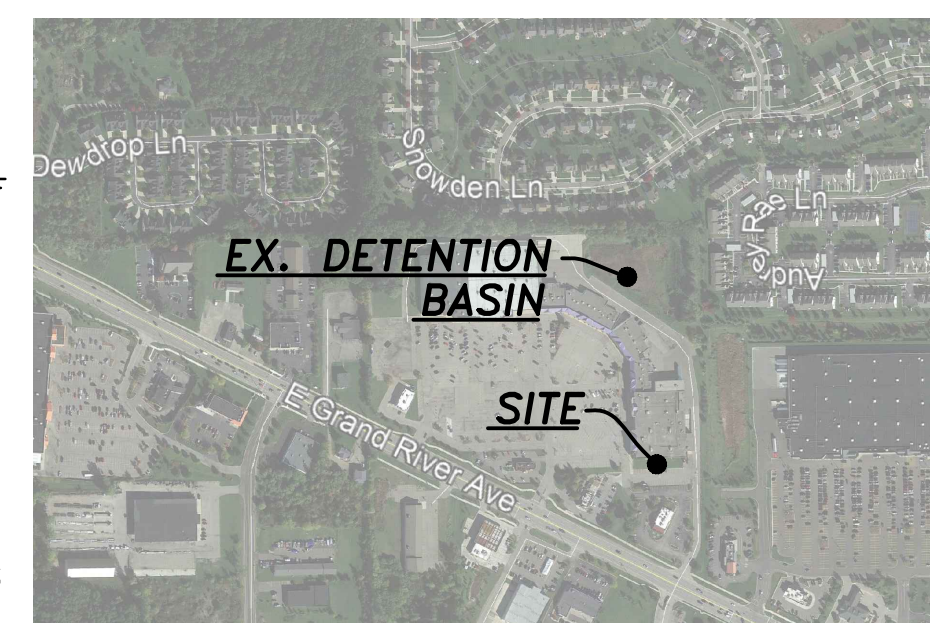 Dewdrop Ln
Snowden Ln
Audrey Rae Ln
EX. DETENTION
BASIN
SITE
E Grand River Ave